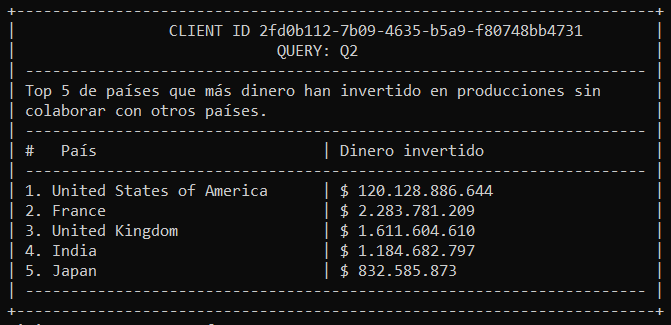 CLIENT ID 2fd0b112-7b09-4635-b5a9-f80748bb4731
QUERY: Q2
Top 5 de países que más dinero han invertido en producciones sin
colaborar con otros países.
# País | Dinero invertido
1. United States of America | $ 120.128.886.644
2. France | $ 2.283.781.209
3. United Kingdom | $ 1.611.604.610
4. India | $ 1.184.682.797
5. Japan | $ 832.585.873